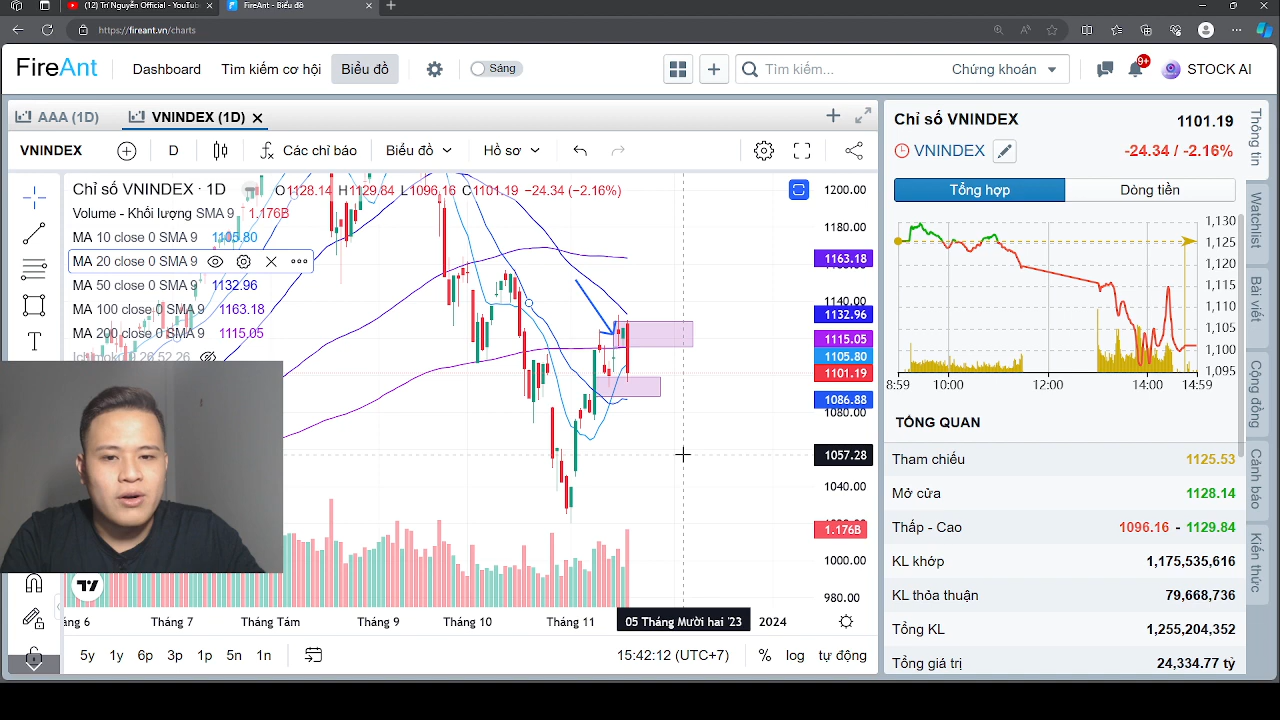 (12) Trí Nguyễn Official - YouTub
FireAnt - Biểu đồ
https://fireant.vn/charts
FireAnt
Dashboard
Tìm kiếm cơ hội
Biểu đồ
Sáng
Tìm kiếm...
Chứng khoán
9+
STOCK AI
AAA (1D)
VNINDEX (1D)
VNINDEX
D
Các chỉ báo
Biểu đồ
Hồ sơ
Chỉ số VNINDEX · 1D
O1128.14 H1129.84 L1096.16 C1101.19 −24.34 (−2.16%)
Volume - Khối lượng SMA 9 1.176B
MA 10 close 0 SMA 9 1105.80
MA 20 close 0 SMA 9
MA 50 close 0 SMA 9 1132.96
MA 100 close 0 SMA 9 1163.18
MA 200 close 0 SMA 9 1115.05
Ichimoku 9 26 52 26
1200.00
1180.00
1163.18
1140.00
1132.96
1115.05
1105.80
1101.19
1086.88
1080.00
1057.28
1040.00
1.176B
1000.00
980.00
Tháng 7
Tháng Tám
Tháng 9
Tháng 10
Tháng 11
05 Tháng Mười hai '23
2024
5y
1y
6p
3p
1p
5n
1n
15:42:12 (UTC+7)
%
log
tự động
Chỉ số VNINDEX
1101.19
VNINDEX
-24.34 / -2.16%
Tổng hợp
Dòng tiền
1,130
1,125
1,120
1,115
1,110
1,105
1,100
1,095
8:59
10:00
12:00
14:00
14:59
TỔNG QUAN
Tham chiếu
1125.53
Mở cửa
1128.14
Thấp - Cao
1096.16 - 1129.84
KL khớp
1,175,535,616
KL thỏa thuận
79,668,736
Tổng KL
1,255,204,352
Tổng giá trị
24,334.77 tỷ
Thông tin
Watchlist
Bài viết
Cộng đồng
Cảnh báo
Kiến thức